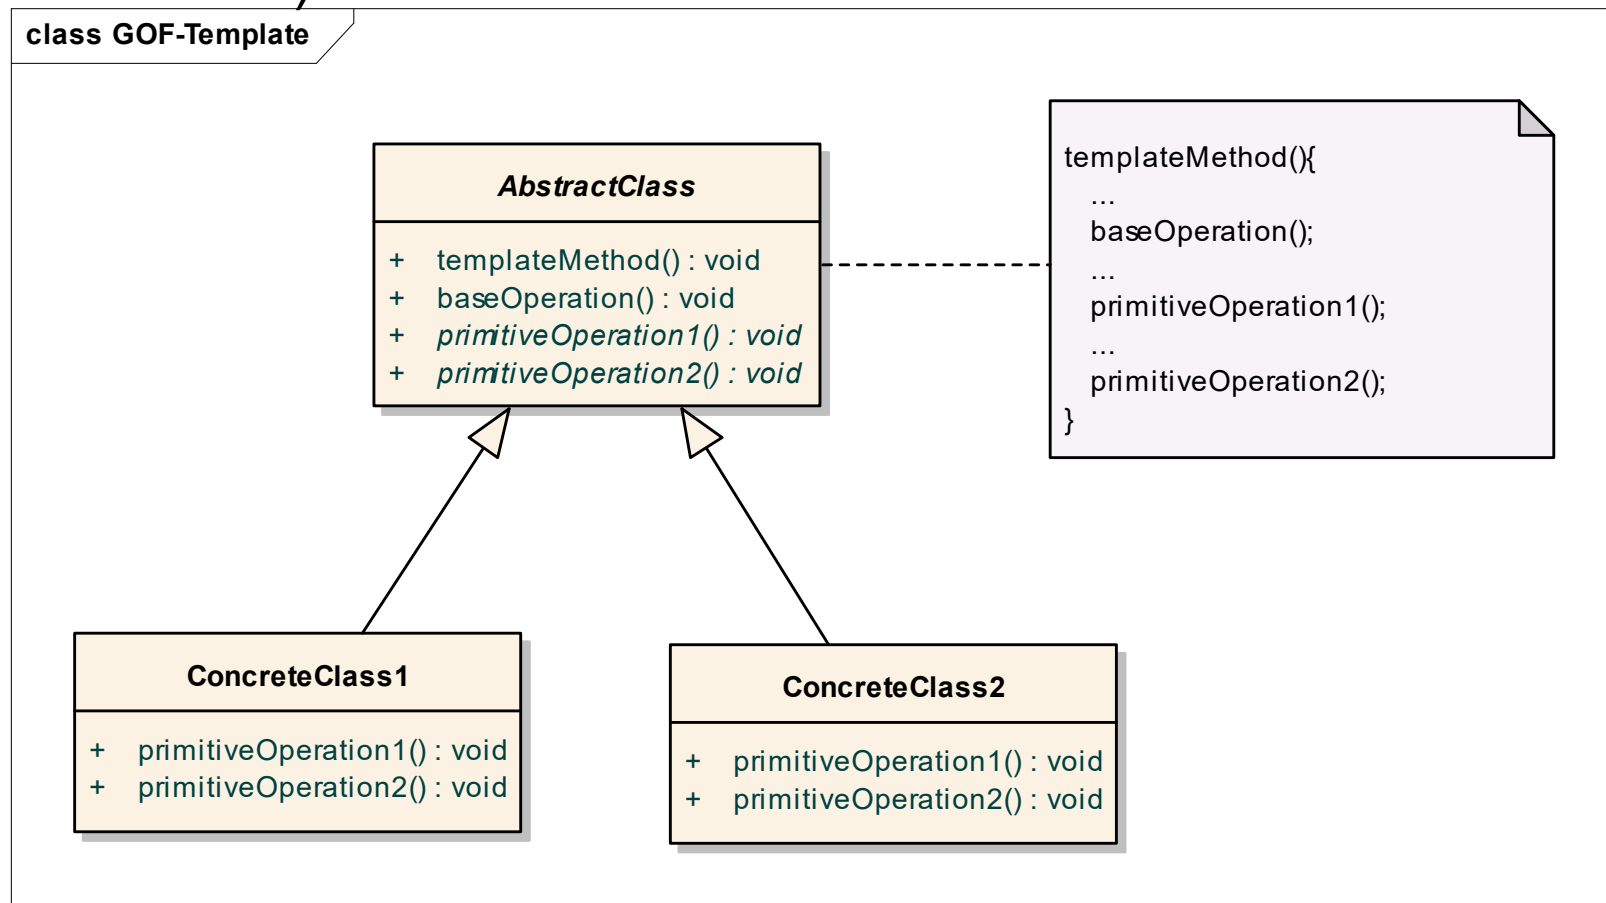 class GOF-Template
AbstractClass
+ templateMethod() : void
+ baseOperation() : void
+ primitiveOperation1() : void
+ primitiveOperation2() : void
templateMethod(){
...
baseOperation();
...
primitiveOperation1();
...
primitiveOperation2();
}
ConcreteClass1
+ primitiveOperation1() : void
+ primitiveOperation2() : void
ConcreteClass2
+ primitiveOperation1() : void
+ primitiveOperation2() : void